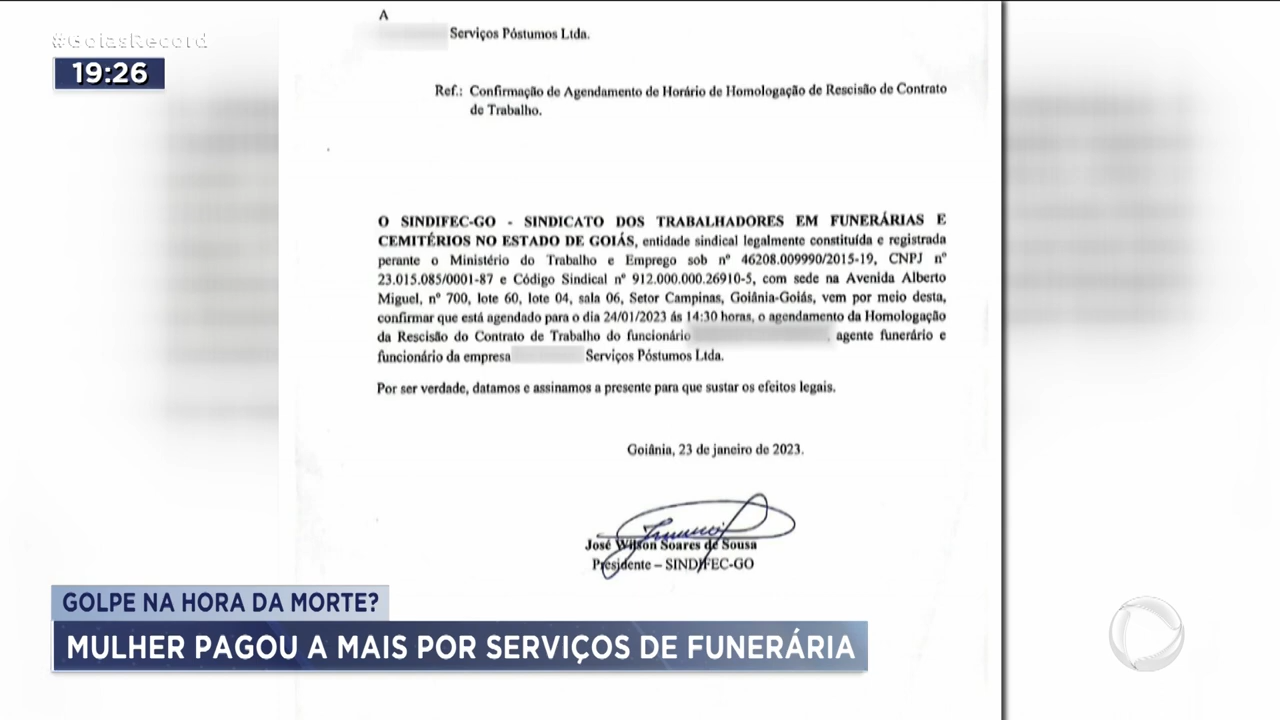 #GoiásRecord
19:26
A
Serviços Póstumos Ltda.
Ref.: Confirmação de Agendamento de Horário de Homologação de Rescisão de Contrato
de Trabalho.
O SINDIFEC-GO - SINDICATO DOS TRABALHADORES EM FUNERÁRIAS E
CEMITÉRIOS NO ESTADO DE GOIÁS, entidade sindical legalmente constituída e registrada
perante o Ministério do Trabalho e Emprego sob nº 46208.009990/2015-19, CNPJ nº
23.015.085/0001-87 e Código Sindical nº 912.000.000.26910-5, com sede na Avenida Alberto
Miguel, nº 700, lote 60, lote 04, sala 06, Setor Campinas, Goiânia-Goiás, vem por meio desta,
confirmar que está agendado para o dia 24/01/2023 ás 14:30 horas, o agendamento da Homologação
da Rescisão do Contrato de Trabalho do funcionário , agente funerário e
funcionário da empresa Serviços Póstumos Ltda.
Por ser verdade, datamos e assinamos a presente para que sustar os efeitos legais.
Goiânia, 23 de janeiro de 2023.
José Wilson Soares de Sousa
Presidente – SINDIFEC-GO
GOLPE NA HORA DA MORTE?
MULHER PAGOU A MAIS POR SERVIÇOS DE FUNERÁRIA